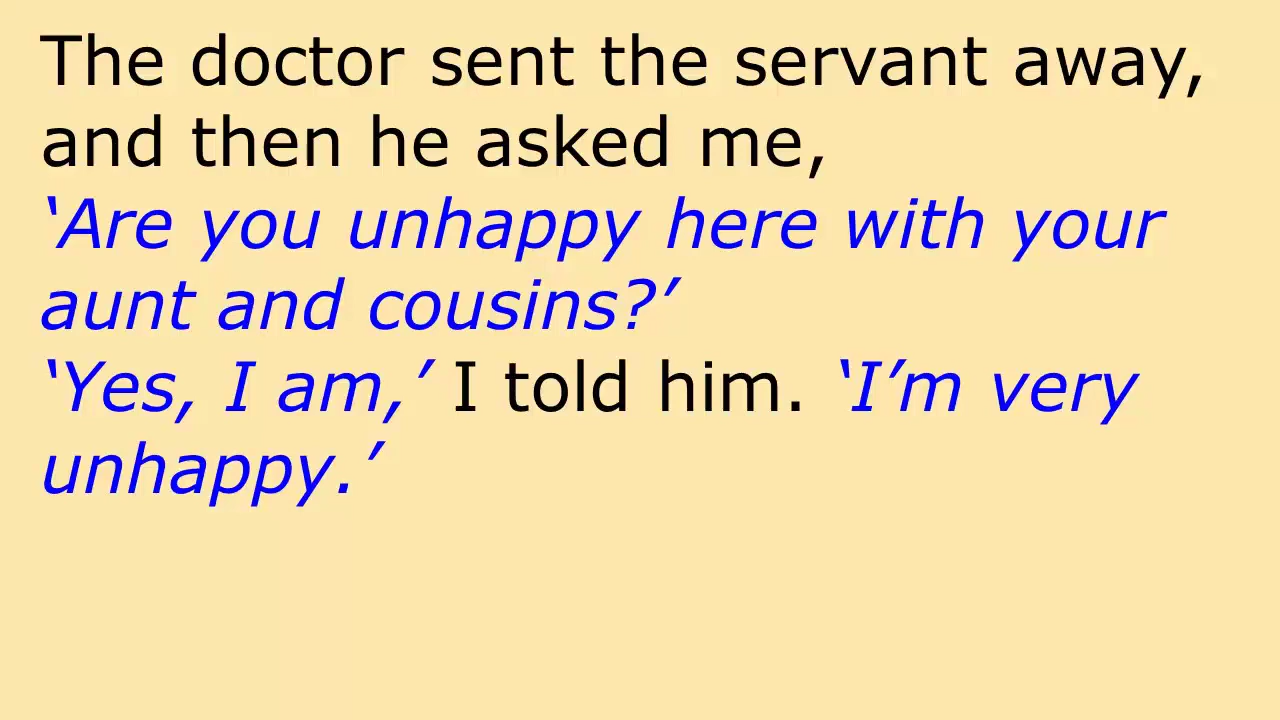 The doctor sent the servant away,
and then he asked me,
‘Are you unhappy here with your
aunt and cousins?’
‘Yes, I am,’ I told him. ‘I’m very
unhappy.’